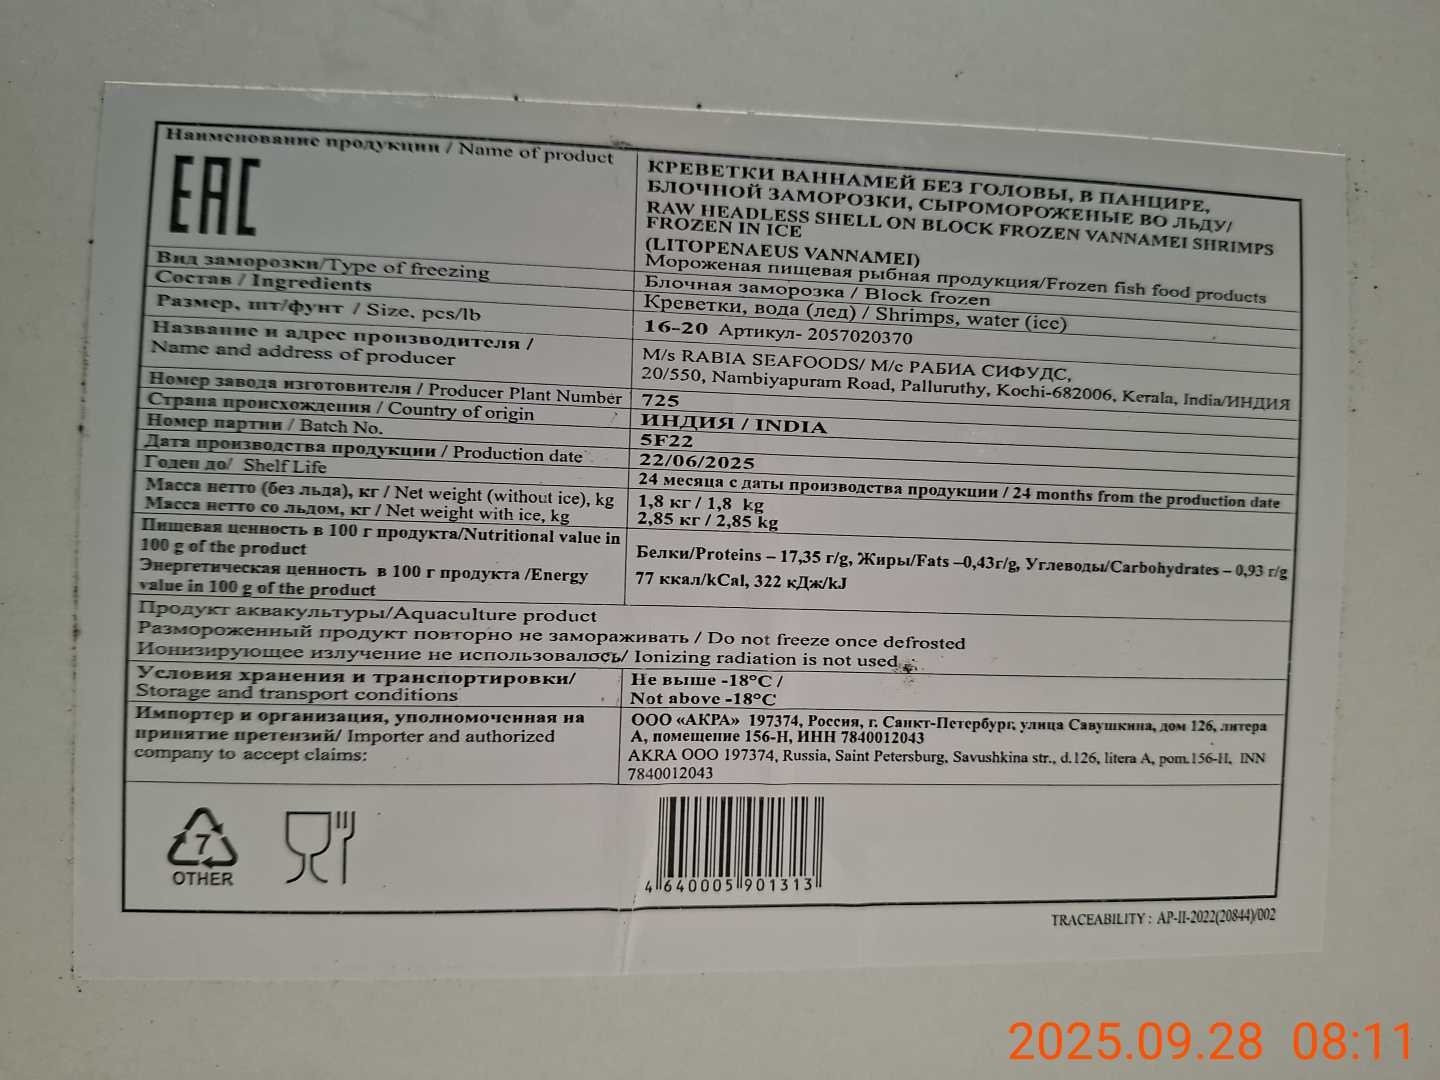 Наименование продукции / Name of product
EAC
КРЕВЕТКИ ВАННАМЕЙ БЕЗ ГОЛОВЫ, В ПАНЦИРЕ,
БЛОЧНОЙ ЗАМОРОЗКИ, СЫРОМОРОЖЕНЫЕ ВО ЛЬДУ/
RAW HEADLESS SHELL ON BLOCK FROZEN VANNAMEI SHRIMPS
FROZEN IN ICE
(LITOPENAEUS VANNAMEI)
Мороженая пищевая рыбная продукция/Frozen fish food products
Вид заморозки/Type of freezing
Блочная заморозка / Block frozen
Состав / Ingredients
Креветки, вода (лед) / Shrimps, water (ice)
Размер, шт/фунт / Size, pcs/lb
16-20 Артикул- 2057020370
Название и адрес производителя /
Name and address of producer
M/s RABIA SEAFOODS/ М/с РАБИА СИФУДС,
20/550, Nambiyapuram Road, Palluruthy, Kochi-682006, Kerala, India/ИНДИЯ
Номер завода изготовителя / Producer Plant Number
725
Страна происхождения / Country of origin
ИНДИЯ / INDIA
Номер партии / Batch No.
5F22
Дата производства продукции / Production date
22/06/2025
Годен до/ Shelf Life
24 месяца с даты производства продукции / 24 months from the production date
Масса нетто (без льда), кг / Net weight (without ice), kg
1,8 кг / 1,8 kg
Масса нетто со льдом, кг / Net weight with ice, kg
2,85 кг / 2,85 kg
Пищевая ценность в 100 г продукта/Nutritional value in
100 g of the product
Белки/Proteins – 17,35 г/g, Жиры/Fats –0,43г/g, Углеводы/Carbohydrates – 0,93 г/g
Энергетическая ценность в 100 г продукта /Energy
value in 100 g of the product
77 ккал/kCal, 322 кДж/kJ
Продукт аквакультуры/Aquaculture product
Размороженный продукт повторно не замораживать / Do not freeze once defrosted
Ионизирующее излучение не использовалось/ Ionizing radiation is not used
Условия хранения и транспортировки/
Storage and transport conditions
Не выше -18°C /
Not above -18°C
Импортер и организация, уполномоченная на
принятие претензий/ Importer and authorized
company to accept claims:
ООО «АКРА» 197374, Россия, г. Санкт-Петербург, улица Савушкина, дом 126, литера
А, помещение 156-Н, ИНН 7840012043
AKRA OOO 197374, Russia, Saint Petersburg, Savushkina str., d.126, litera A, pom.156-H, INN
7840012043
7
OTHER
4 640005 901313
TRACEABILITY : AP-II-2022(20844)/002
2025.09.28 08:11